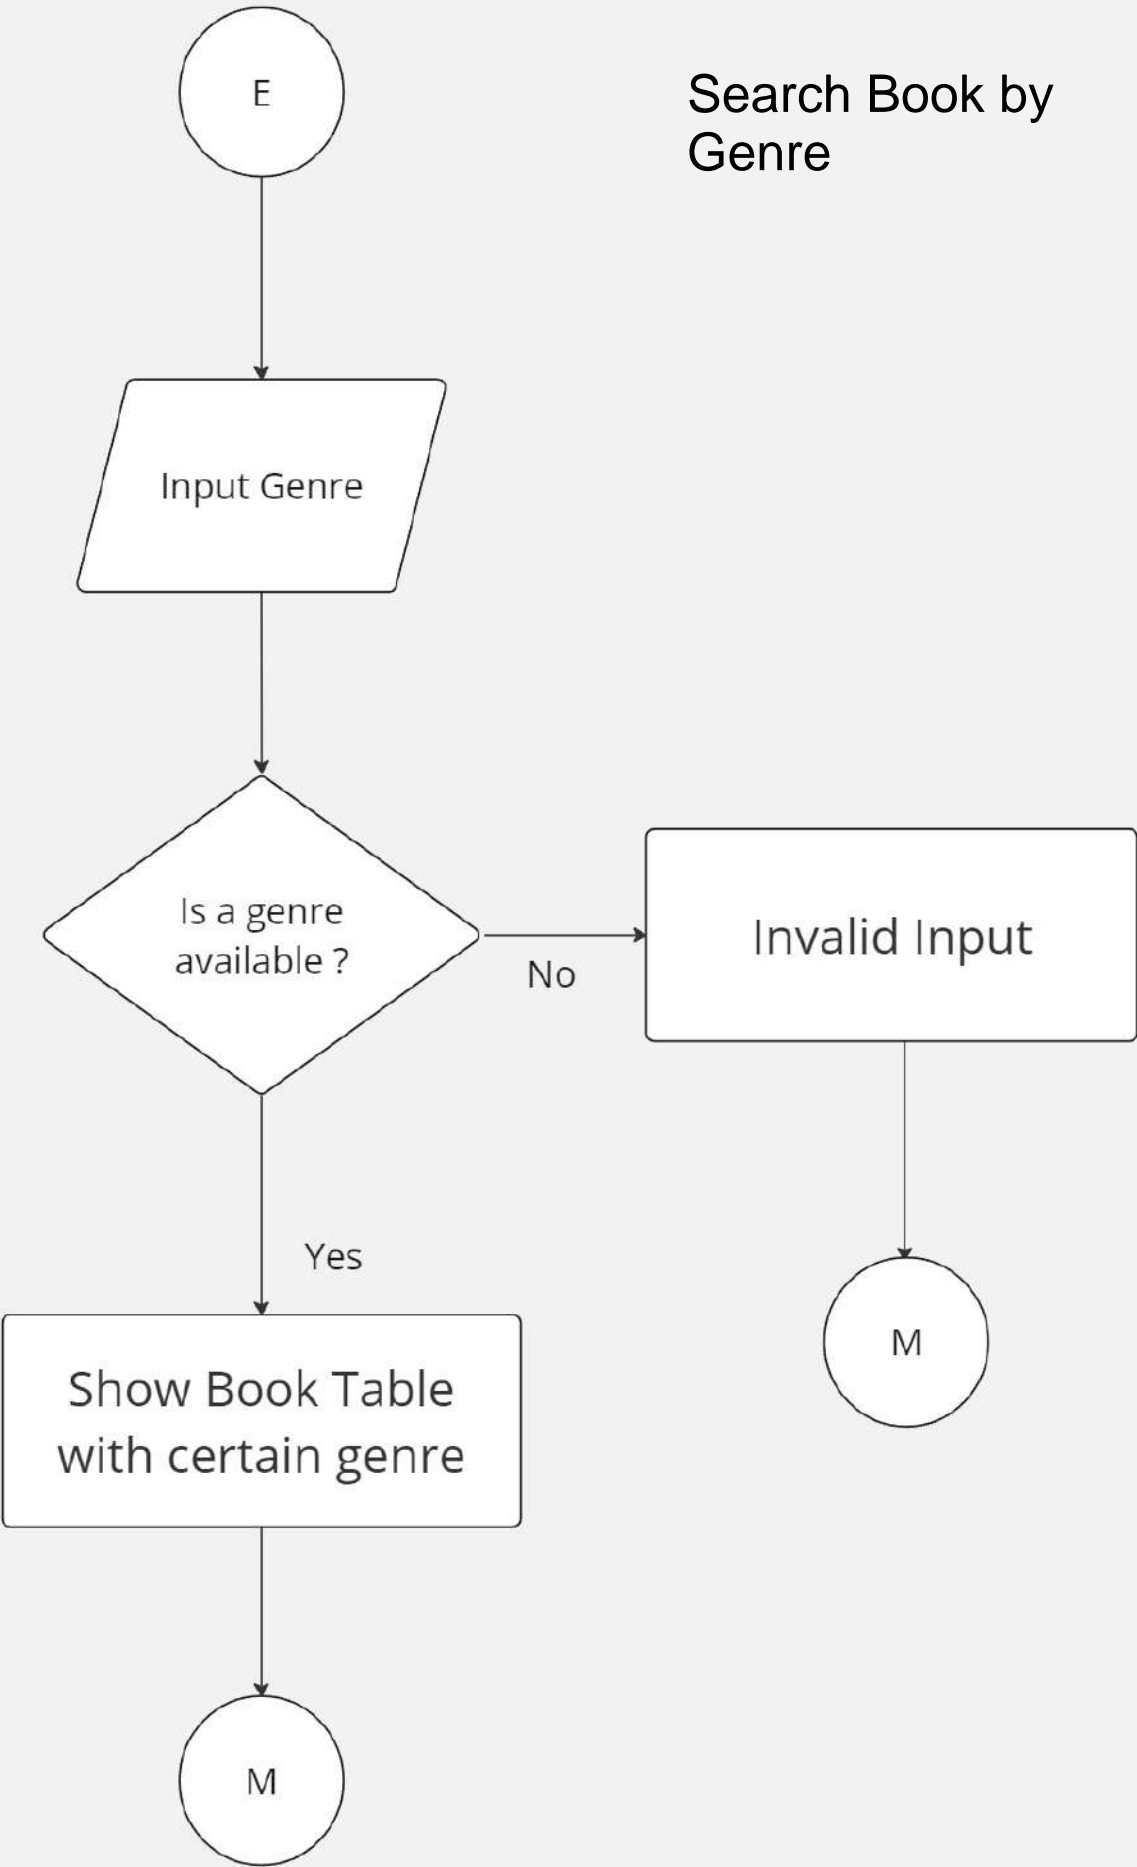 E
Search Book by
Genre
Input Genre
Is a genre
available ?
No
Invalid Input
Yes
M
Show Book Table
with certain genre
M